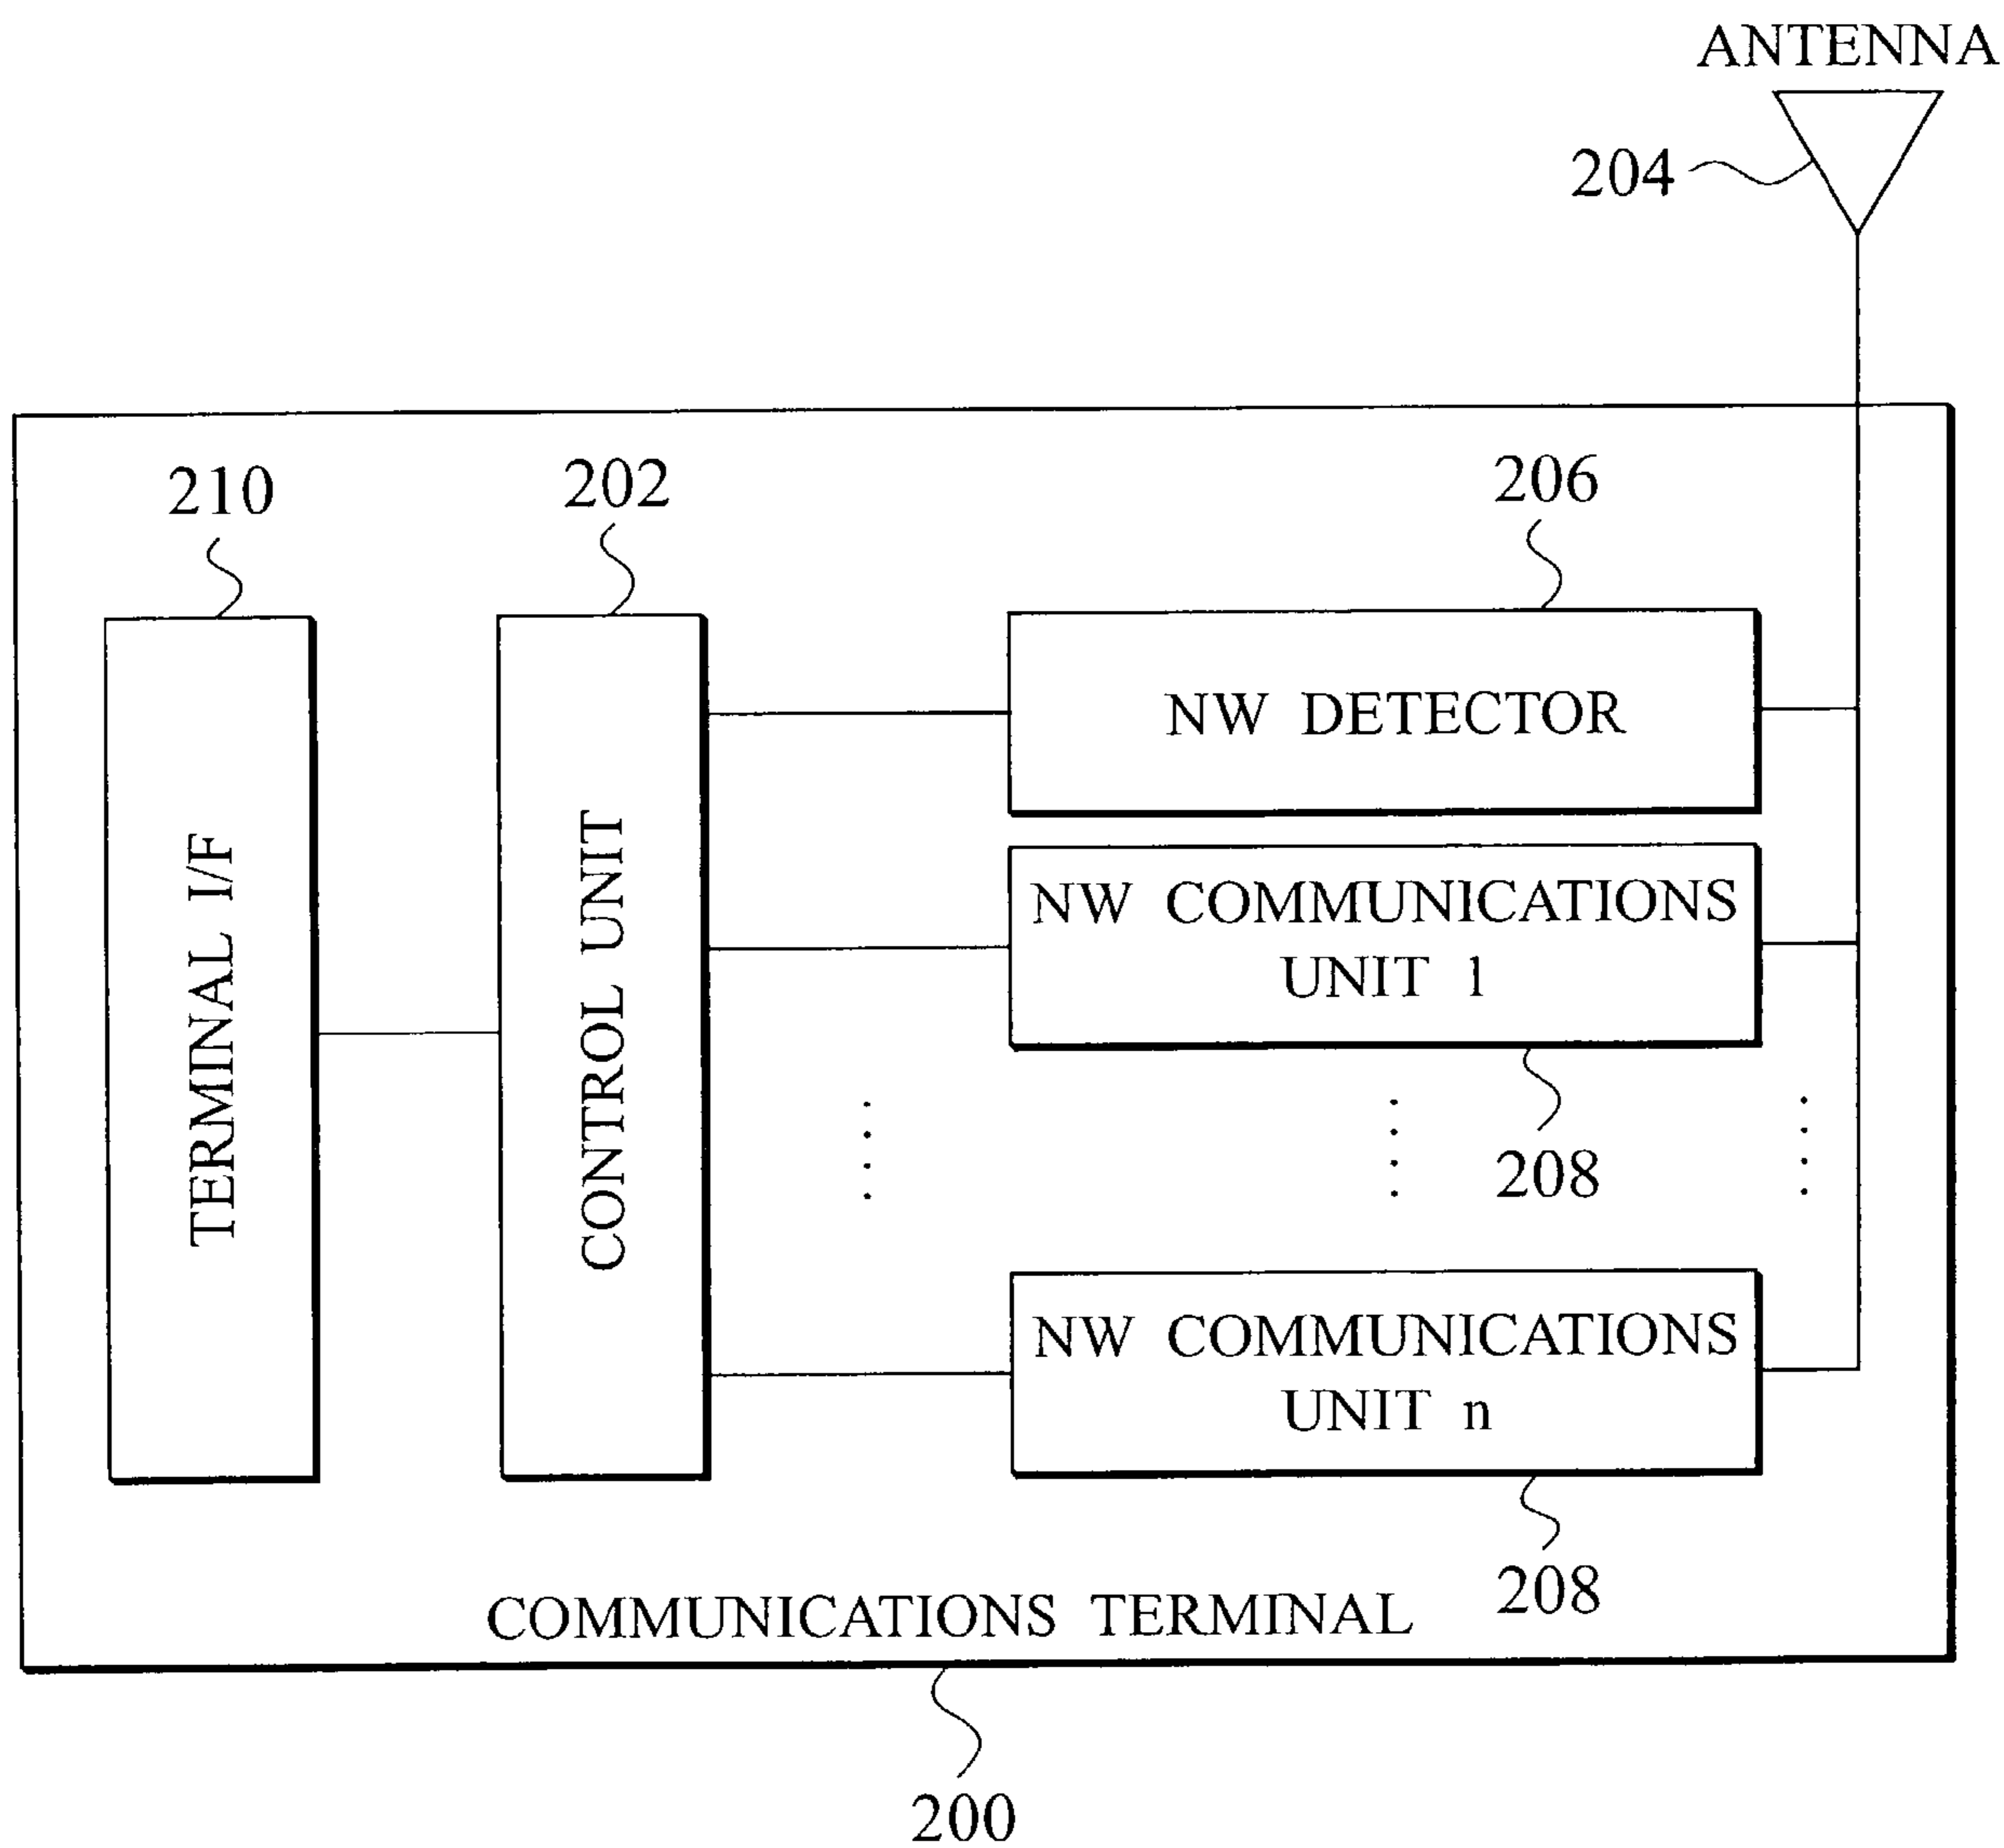 ANTENNA
204
210
202
206
TERMINAL I/F
CONTROL UNIT
NW DETECTOR
NW COMMUNICATIONS
UNIT 1
208
NW COMMUNICATIONS
UNIT n
208
COMMUNICATIONS TERMINAL
200